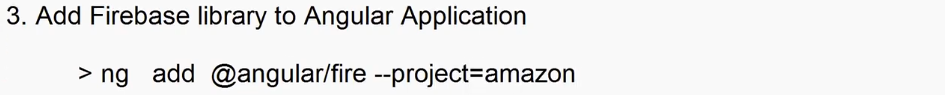 3. Add Firebase library to Angular Application
> ng add @angular/fire --project=amazon